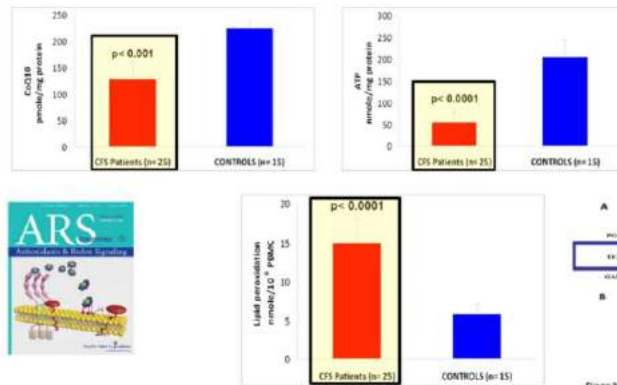 250
200
150
100
50
0
CoQ10
pmole/mg protein
p< 0.001
CFS Patients (n= 25)
CONTROLS (n= 15)
300
250
200
150
100
50
0
ATP
nmole/mg protein
p< 0.0001
CFS Patients (n= 25)
CONTROLS (n= 15)
ARS
Antioxidants & Redox Signaling
20
15
10
5
0
Lipid peroxidation
nmole/10⁶ PBMC
p< 0.0001
CFS Patients (n= 25)
CONTROLS (n= 15)
A
B